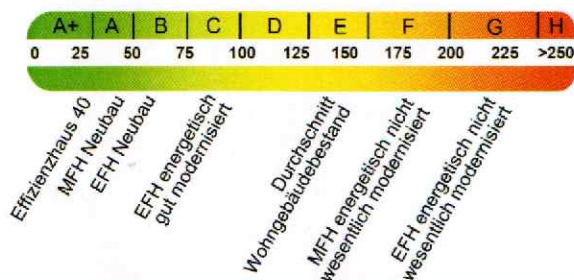 A+ A B C D E F G H
0 25 50 75 100 125 150 175 200 225 >250
Effizienzhaus 40
MFH Neubau
EFH Neubau
EFH energetisch
gut modernisiert
Durchschnitt
Wohngebäudebestand
MFH energetisch nicht
wesentlich modernisiert
EFH energetisch nicht
wesentlich modernisiert